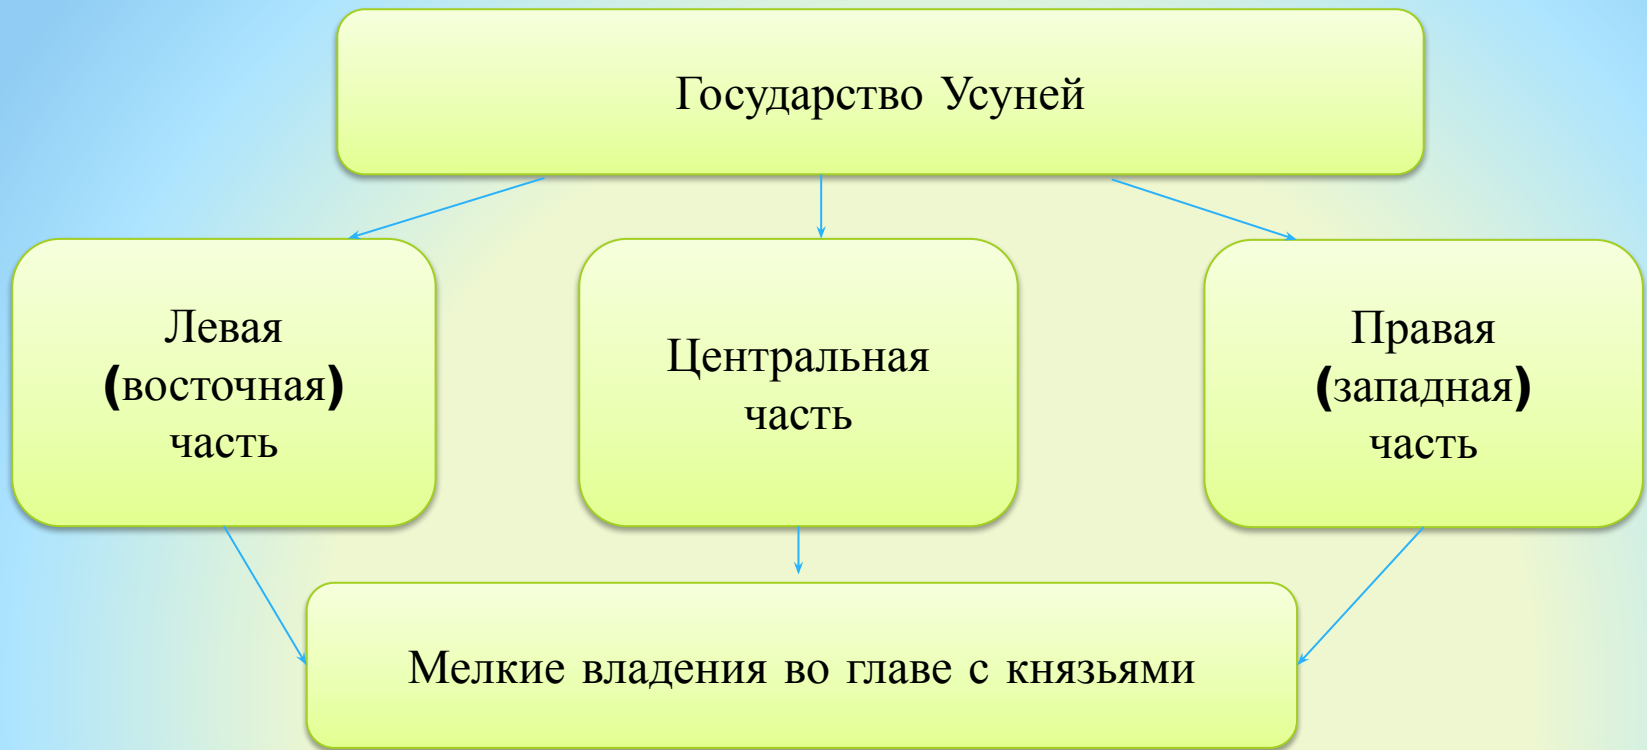 Государство Усуней
Левая
(восточная)
часть
Центральная
часть
Правая
(западная)
часть
Мелкие владения во главе с князьями